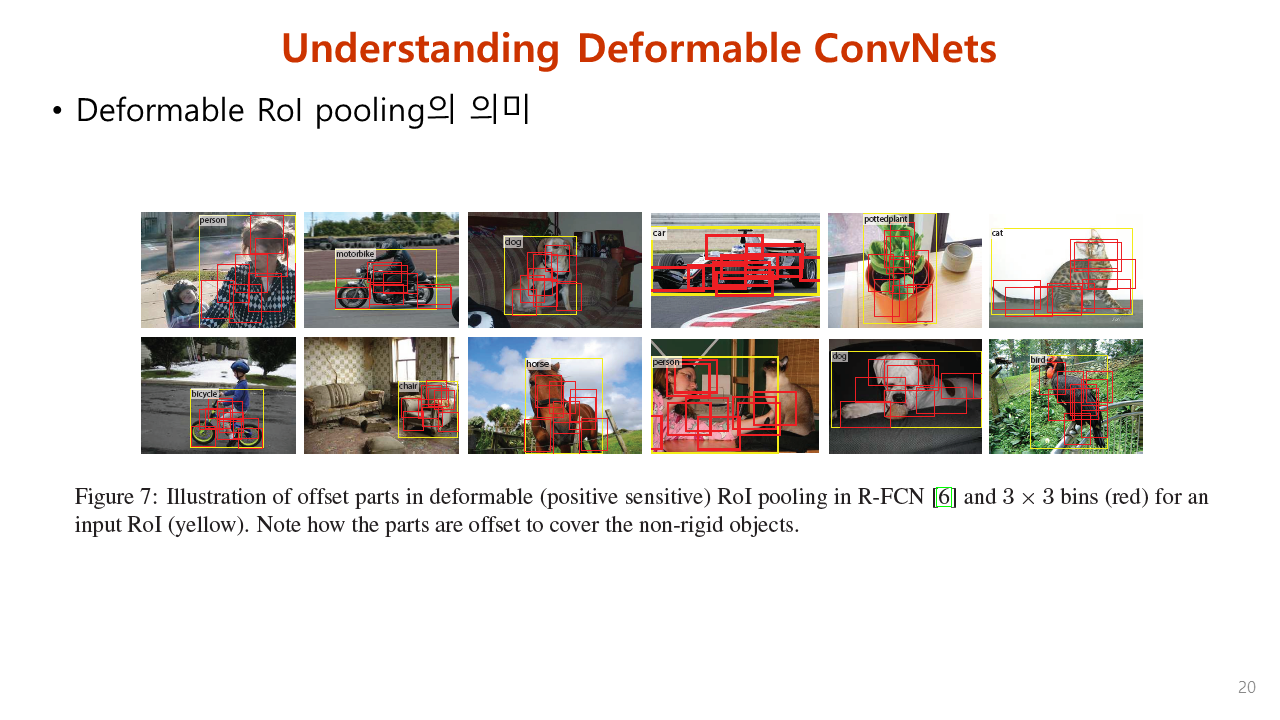 Understanding Deformable ConvNets
• Deformable RoI pooling의 의미
person
motorbike
dog
car
pottedplant
cat
bicycle
chair
horse
person
dog
bird
Figure 7: Illustration of offset parts in deformable (positive sensitive) RoI pooling in R-FCN [6] and 3 × 3 bins (red) for an
input RoI (yellow). Note how the parts are offset to cover the non-rigid objects.
20